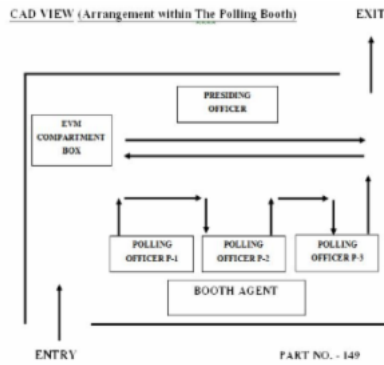 CAD VIEW (Arrangement within The Polling Booth)
EXIT
PRESIDING
OFFICER
EVM
COMPARTMENT
BOX
POLLING
OFFICER P-1
POLLING
OFFICER P-2
POLLING
OFFICER P-3
BOOTH AGENT
ENTRY
PART NO. - 149